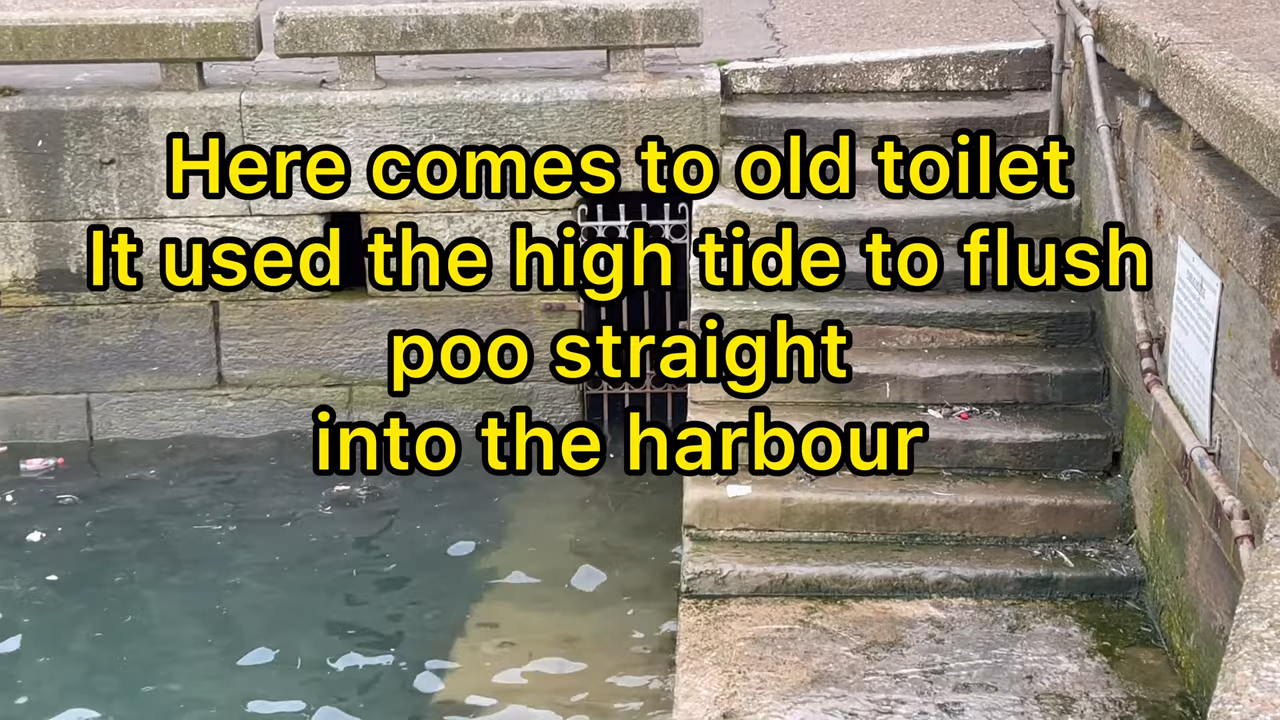 Here comes to old toilet
It used the high tide to flush
poo straight
into the harbour